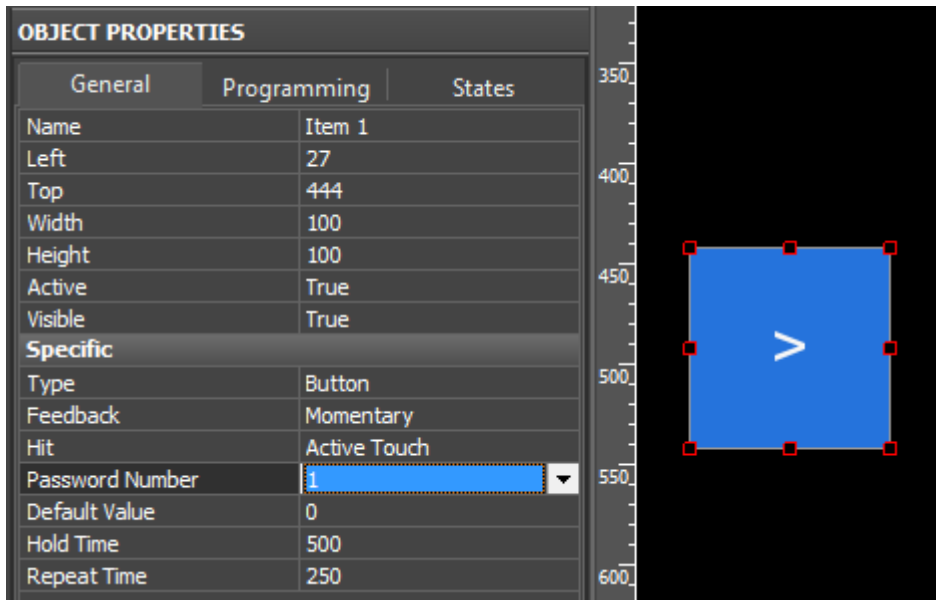 OBJECT PROPERTIES
General Programming States
Name Item 1
Left 27
Top 444
Width 100
Height 100
Active True
Visible True
Specific
Type Button
Feedback Momentary
Hit Active Touch
Password Number 1
Default Value 0
Hold Time 500
Repeat Time 250
350
400
450
500
550
600
>